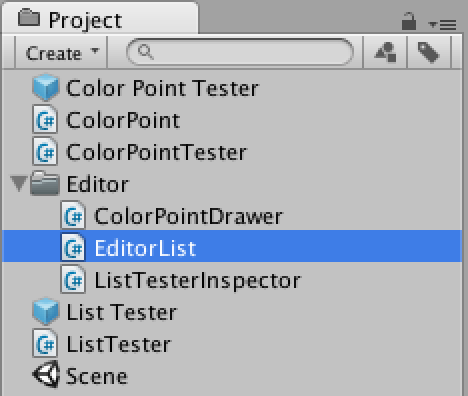 Project
Create
Color Point Tester
ColorPoint
ColorPointTester
Editor
ColorPointDrawer
EditorList
ListTesterInspector
List Tester
ListTester
Scene